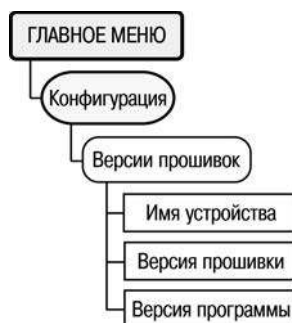 ГЛАВНОЕ МЕНЮ
Конфигурация
Версии прошивок
Имя устройства
Версия прошивки
Версия программы